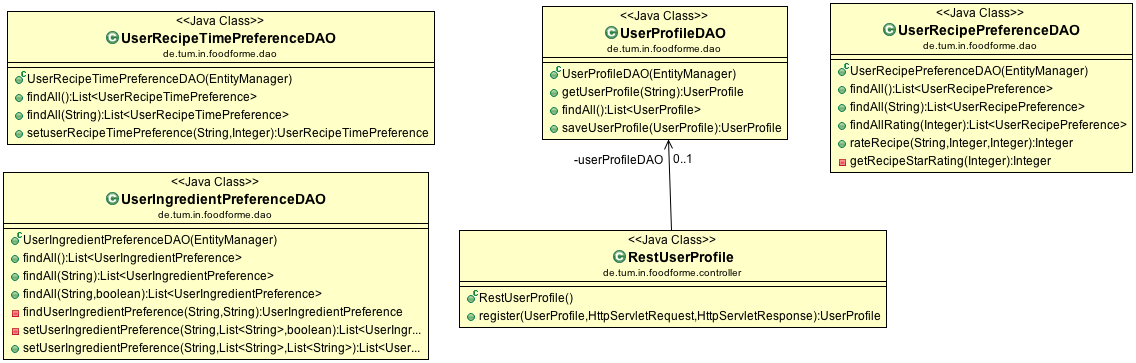 <<Java Class>>
UserRecipeTimePreferenceDAO
de.tum.in.foodforme.dao
UserRecipeTimePreferenceDAO(EntityManager)
findAll():List<UserRecipeTimePreference>
findAll(String):List<UserRecipeTimePreference>
setuserRecipeTimePreference(String,Integer):UserRecipeTimePreference
<<Java Class>>
UserProfileDAO
de.tum.in.foodforme.dao
UserProfileDAO(EntityManager)
getUserProfile(String):UserProfile
findAll():List<UserProfile>
saveUserProfile(UserProfile):UserProfile
<<Java Class>>
UserRecipePreferenceDAO
de.tum.in.foodforme.dao
UserRecipePreferenceDAO(EntityManager)
findAll():List<UserRecipePreference>
findAll(String):List<UserRecipePreference>
findAllRating(Integer):List<UserRecipePreference>
rateRecipe(String,Integer,Integer):Integer
getRecipeStarRating(Integer):Integer
-userProfileDAO 0..1
<<Java Class>>
UserIngredientPreferenceDAO
de.tum.in.foodforme.dao
UserIngredientPreferenceDAO(EntityManager)
findAll():List<UserIngredientPreference>
findAll(String):List<UserIngredientPreference>
findAll(String,boolean):List<UserIngredientPreference>
findUserIngredientPreference(String,String):UserIngredientPreference
setUserIngredientPreference(String,List<String>,boolean):List<UserIngr...
setUserIngredientPreference(String,List<String>,List<String>):List<User...
<<Java Class>>
RestUserProfile
de.tum.in.foodforme.controller
RestUserProfile()
register(UserProfile,HttpServletRequest,HttpServletResponse):UserProfile